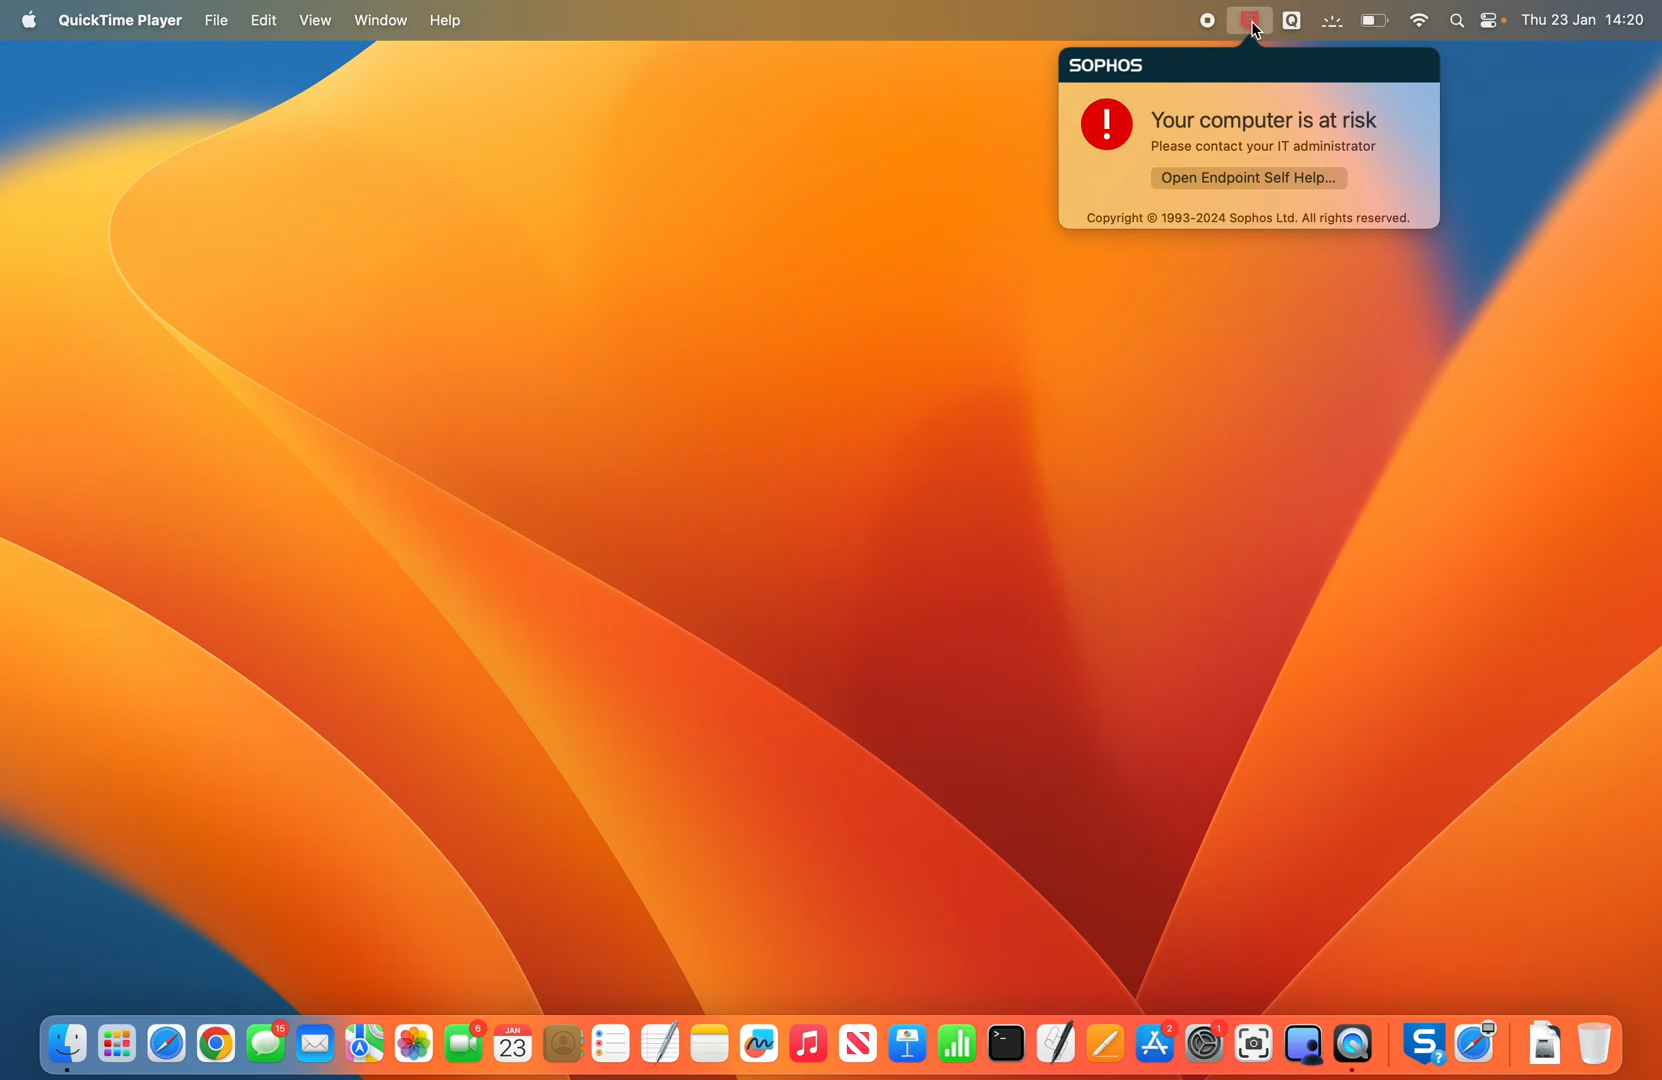 QuickTime Player File Edit View Window Help Q Thu 23 Jan 14:20
SOPHOS
!
Your computer is at risk
Please contact your IT administrator
Open Endpoint Self Help...
Copyright © 1993-2024 Sophos Ltd. All rights reserved.
15 6 JAN 2 1
23 >_ S ?